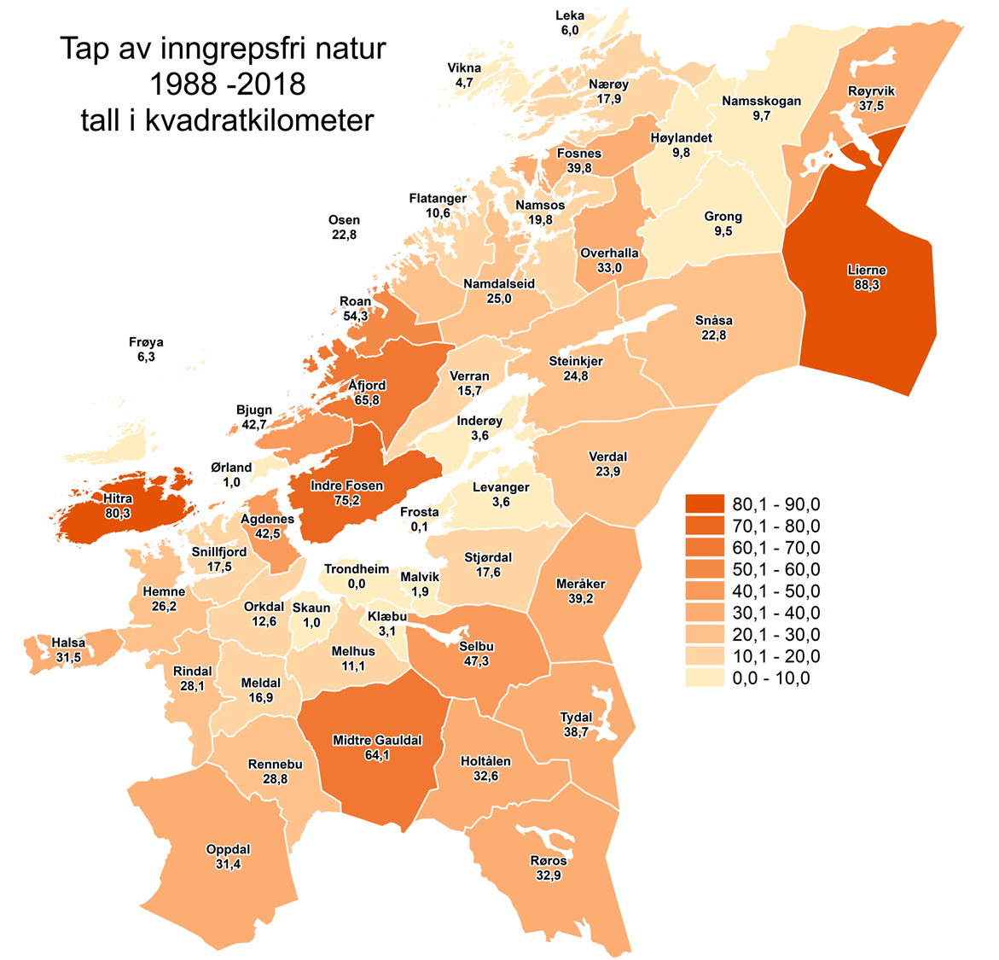 Tap av inngrepsfri natur
1988 -2018
tall i kvadratkilometer
Leka
6,0
Vikna
4,7
Nærøy
17,9
Namsskogan
9,7
Røyrvik
37,5
Høylandet
9,8
Fosnes
39,8
Flatanger
10,6
Namsos
19,8
Osen
22,8
Grong
9,5
Overhalla
33,0
Lierne
88,3
Namdalseid
25,0
Roan
54,3
Snåsa
22,8
Frøya
6,3
Steinkjer
24,8
Verran
15,7
Åfjord
65,8
Bjugn
42,7
Inderøy
3,6
Verdal
23,9
Ørland
1,0
Indre Fosen
75,2
Levanger
3,6
Hitra
80,3
Frosta
0,1
Agdenes
42,5
Snillfjord
17,5
Stjørdal
17,6
Trondheim
0,0
Malvik
1,9
Meråker
39,2
Hemne
26,2
Orkdal
12,6
Skaun
1,0
Klæbu
3,1
Halsa
31,5
Melhus
11,1
Selbu
47,3
Rindal
28,1
Meldal
16,9
Tydal
38,7
Midtre Gauldal
64,1
Rennebu
28,8
Holtålen
32,6
Oppdal
31,4
Røros
32,9
80,1 - 90,0
70,1 - 80,0
60,1 - 70,0
50,1 - 60,0
40,1 - 50,0
30,1 - 40,0
20,1 - 30,0
10,1 - 20,0
0,0 - 10,0